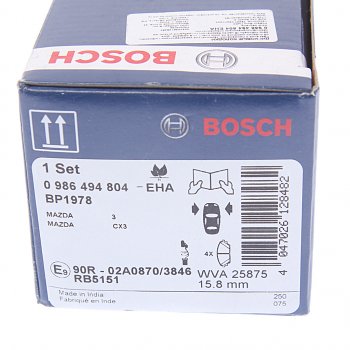 BOSCH
BOSCH
1 Set
0 986 494 804 - EHA
BP1978
MAZDA 3
MAZDA CX3
4X
E9 90R - 02A0870/3846
RB5151
WVA 25875
15.8 mm
Made in India
Fabriqué en Inde
250
075
4 047026 128482